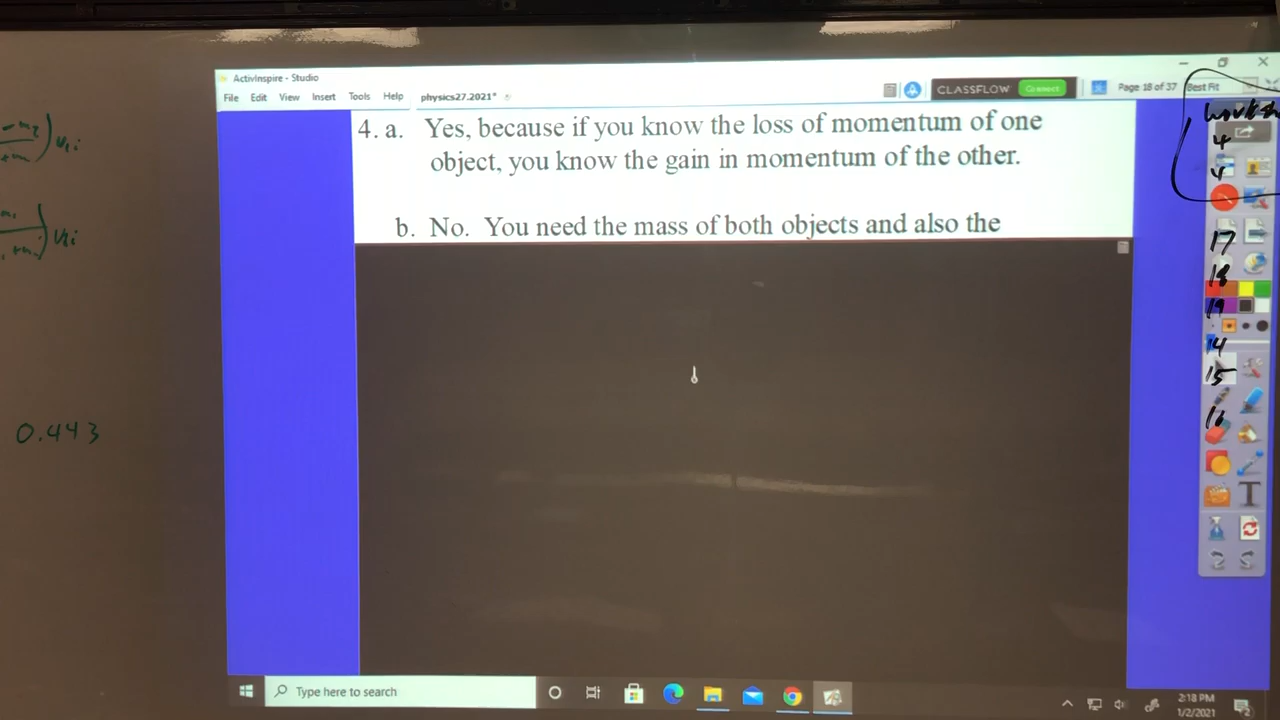 ActivInspire - Studio
File Edit View Insert Tools Help physics27.2021*
CLASSFLOW Connect
Page 18 of 37 Best Fit
4. a. Yes, because if you know the loss of momentum of one
object, you know the gain in momentum of the other.
b. No. You need the mass of both objects and also the
4
4
17
18
19
14
15
16
T
0.443
Type here to search
2:18 PM
1/2/2021